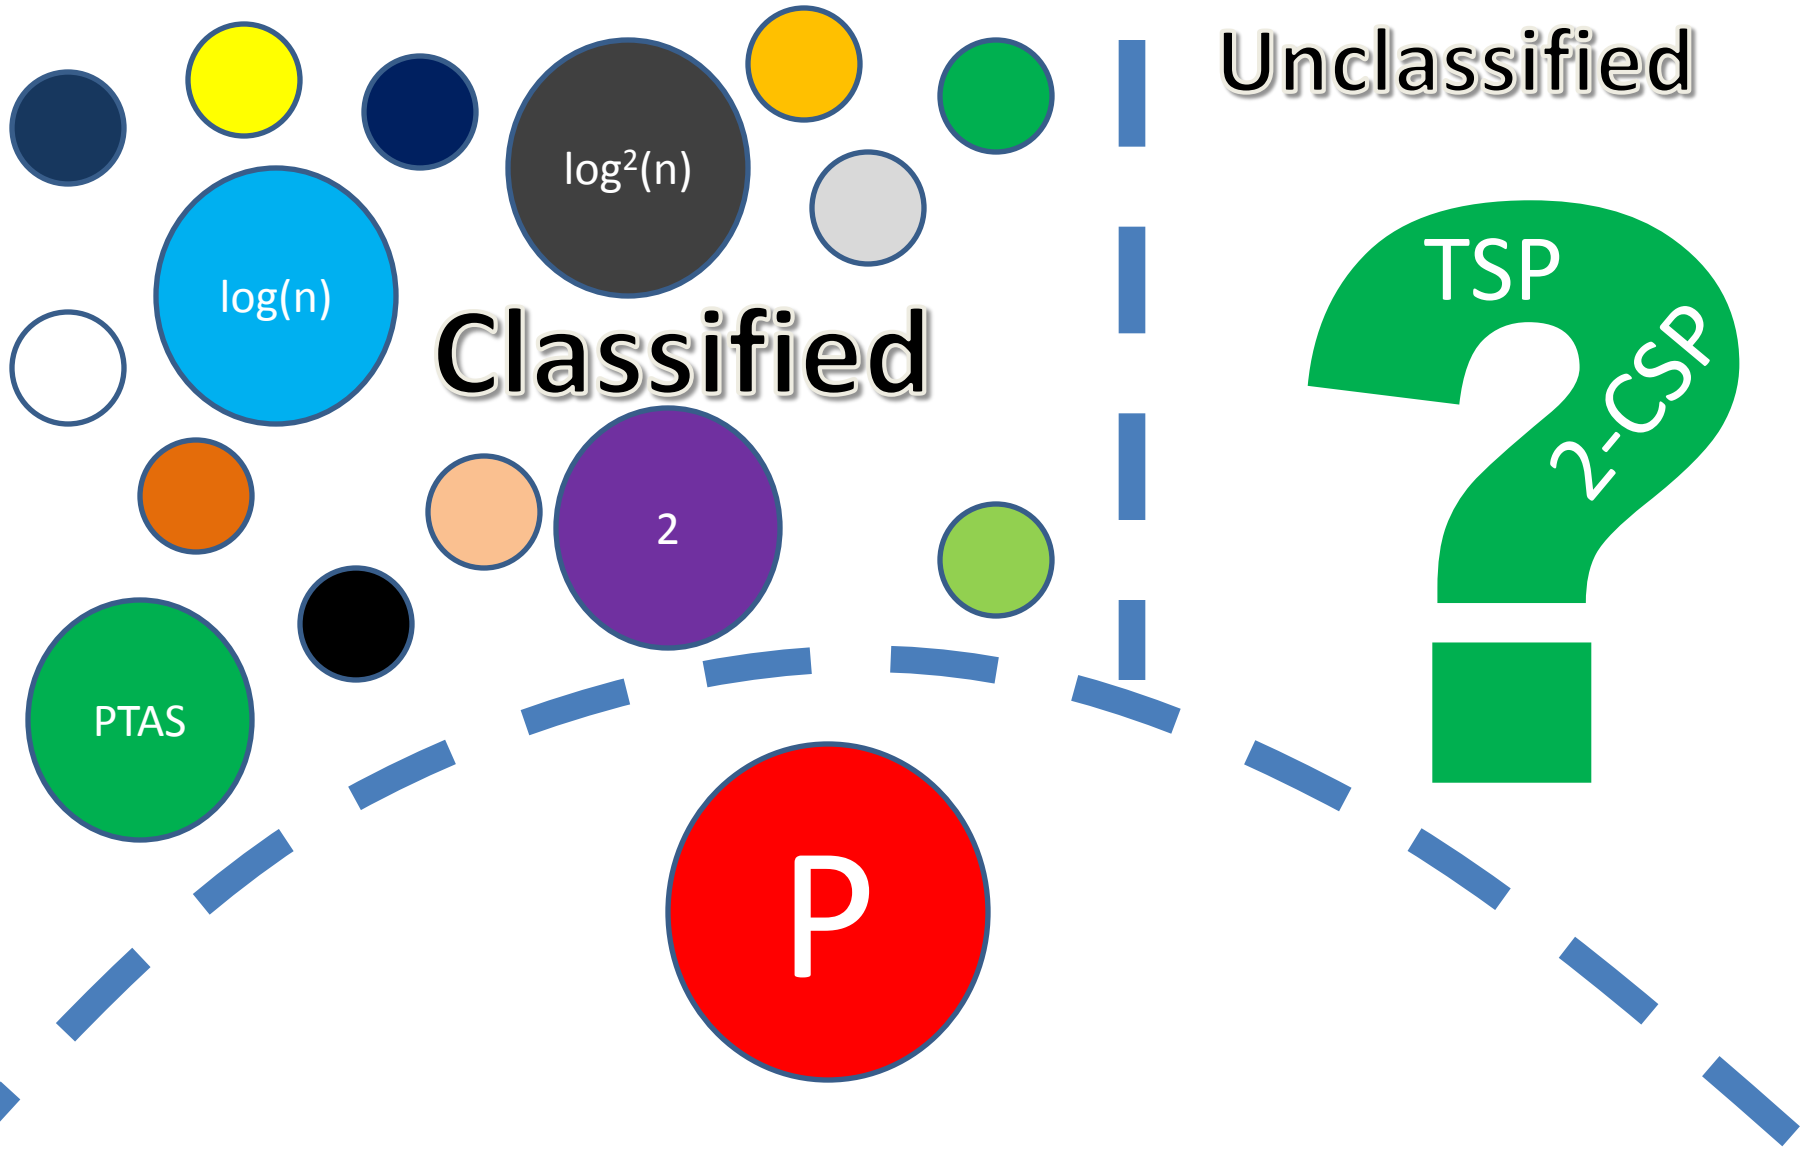 Unclassified
log²(n)
TSP
log(n)
Classified
2-CSP
2
PTAS
P